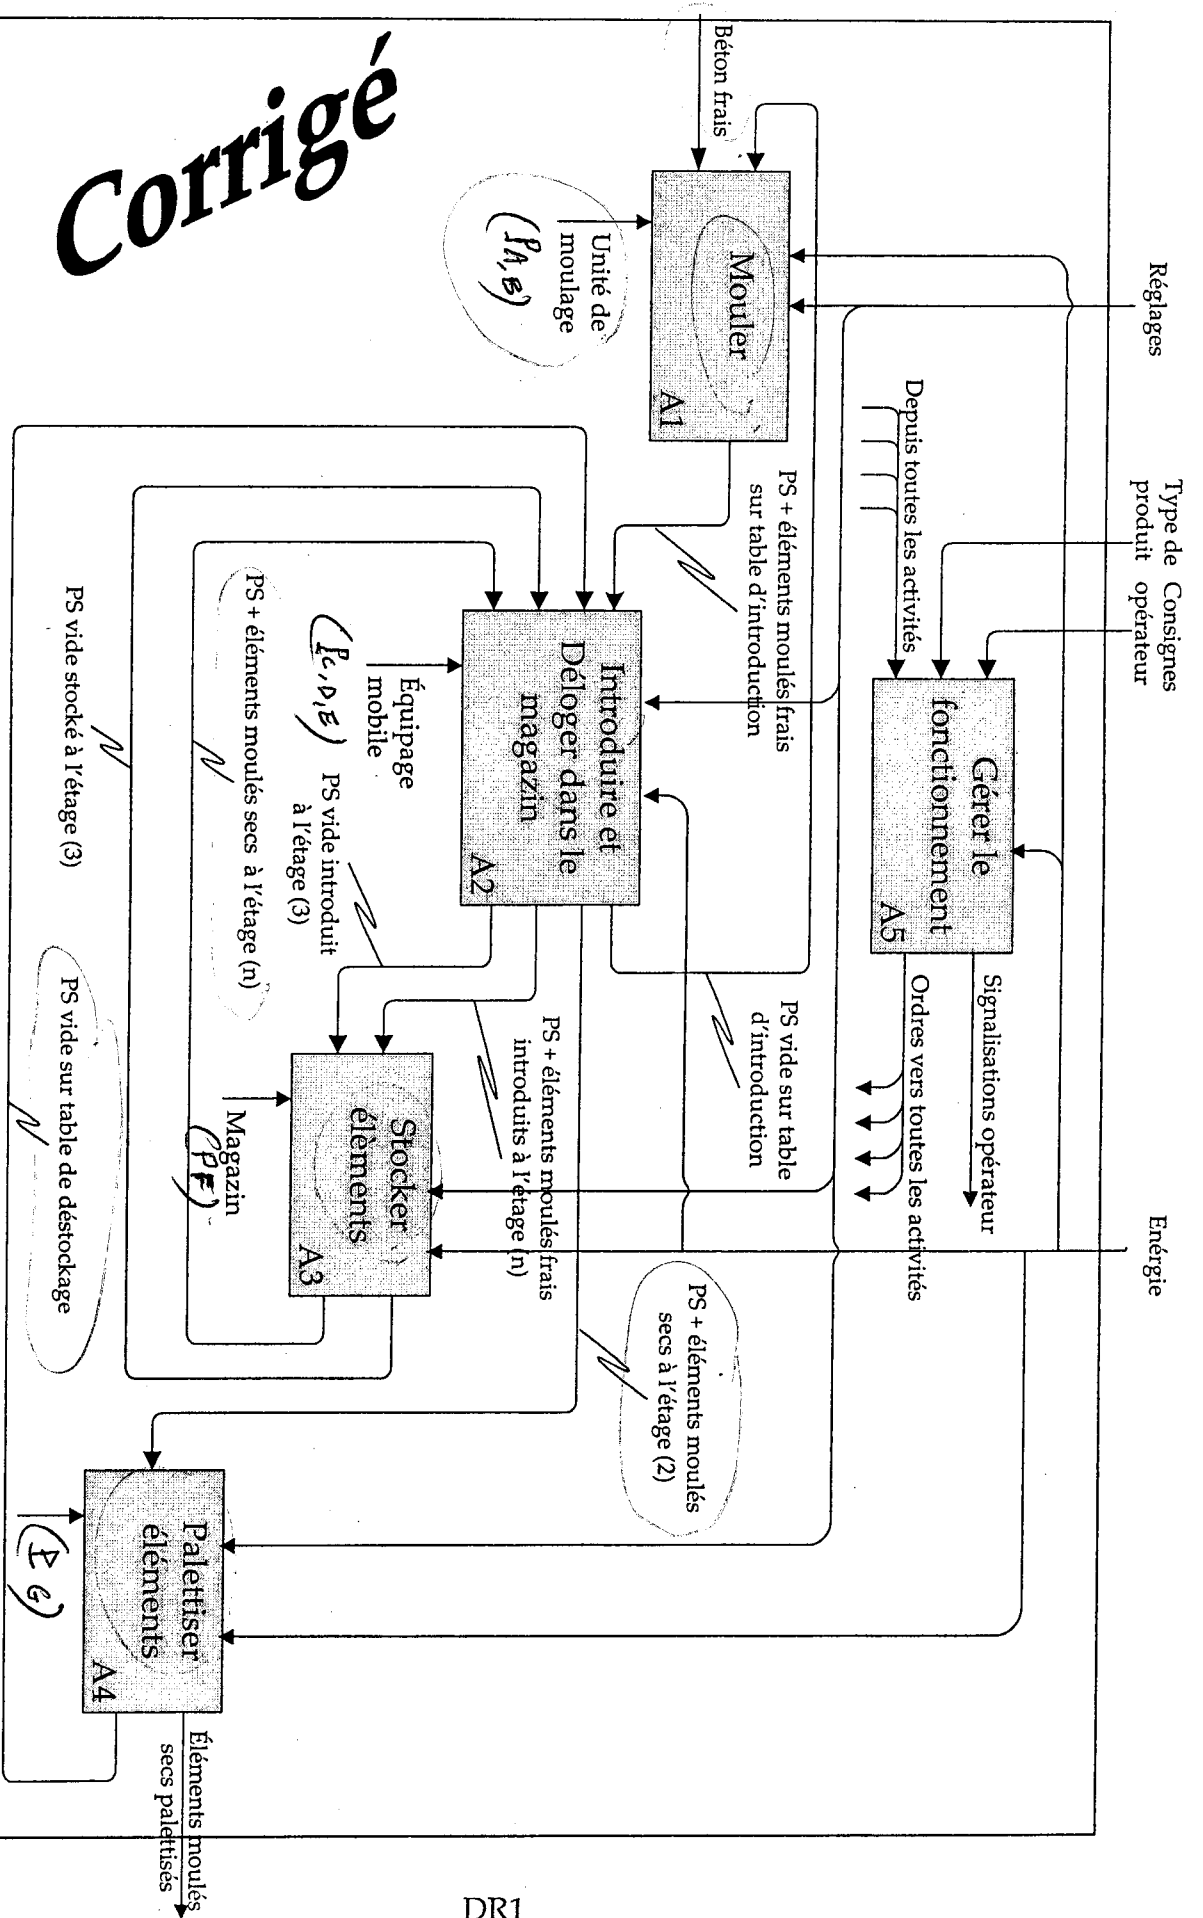 Corrigé
Réglages
Type de
produit
Consignes
opérateur
Enérgie
Béton frais
Mouler
A1
Unité de
moulage
(PA, B)
Depuis toutes les activités
Gérer le
fonctionnement
A5
Signalisations opérateur
Ordres vers toutes les activités
PS + éléments moulés frais
sur table d'introduction
Introduire et
Déloger dans le
magazin
A2
Équipage
mobile
(PC, D, E)
PS vide sur table
d'introduction
PS + éléments moulés frais
introduits à l'étage (n)
PS vide introduit
à l'étage (3)
Stocker
élèments
A3
Magazin
(PF)
PS + éléments moulés secs à l'étage (n)
PS vide stocké à l'étage (3)
PS + éléments moulés
secs à l'étage (2)
PS vide sur table de déstockage
Palettiser
éléments
A4
(PG)
Éléments moulés
secs palettisés
DR1